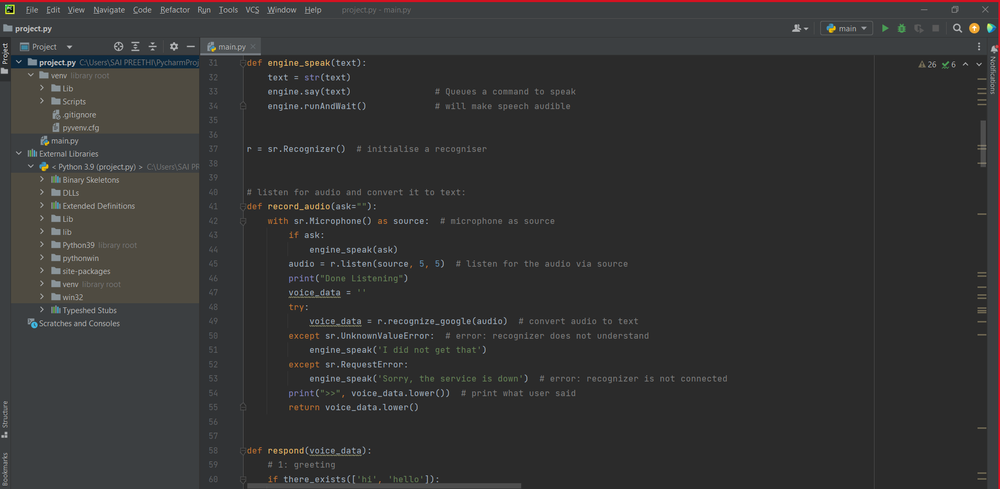 File Edit View Navigate Code Refactor Run Tools VCS Window Help project.py - main.py
project.py
main
Project
main.py
Project
project.py C:\Users\SAI PREETHI\PycharmProj
venv library root
Lib
Scripts
.gitignore
pyvenv.cfg
main.py
External Libraries
< Python 3.9 (project.py) > C:\Users\SAI PR
Binary Skeletons
DLLs
Extended Definitions
Lib
lib
Python39 library root
pythonwin
site-packages
venv library root
win32
Typeshed Stubs
Scratches and Consoles
Structure
Bookmarks
31 def engine_speak(text):
32 text = str(text)
33 engine.say(text) # Queues a command to speak
34 engine.runAndWait() # will make speech audible
35
36
37 r = sr.Recognizer() # initialise a recogniser
38
39
40 # listen for audio and convert it to text:
41 def record_audio(ask=""):
42 with sr.Microphone() as source: # microphone as source
43 if ask:
44 engine_speak(ask)
45 audio = r.listen(source, 5, 5) # listen for the audio via source
46 print("Done Listening")
47 voice_data = ''
48 try:
49 voice_data = r.recognize_google(audio) # convert audio to text
50 except sr.UnknownValueError: # error: recognizer does not understand
51 engine_speak('I did not get that')
52 except sr.RequestError:
53 engine_speak('Sorry, the service is down') # error: recognizer is not connected
54 print(">>", voice_data.lower()) # print what user said
55 return voice_data.lower()
56
57
58 def respond(voice_data):
59 # 1: greeting
60 if there_exists(['hi', 'hello']):
26 6
Notifications